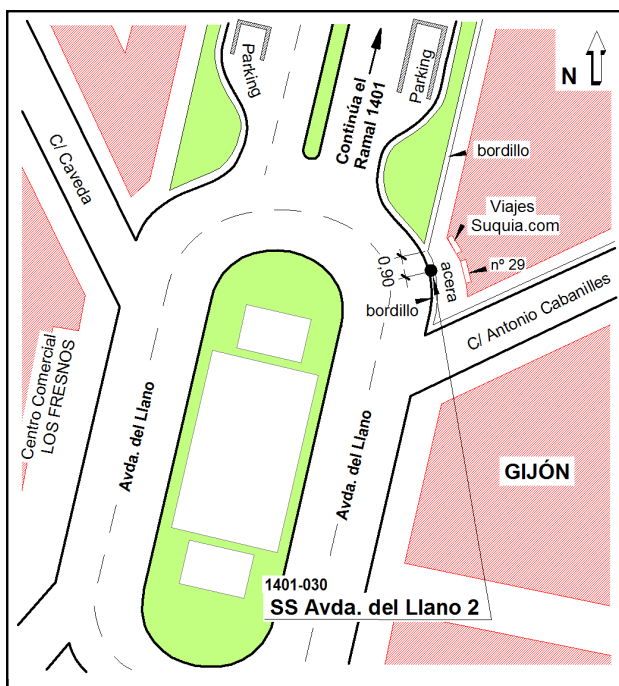 Parking
Continúa el
Ramal 1401
Parking
N
C/ Caveda
bordillo
Viajes
Suquia.com
nº 29
0,90
acera
bordillo
C/ Antonio Cabanilles
Centro Comercial
LOS FRESNOS
Avda. del Llano
Avda. del Llano
GIJÓN
1401-030
SS Avda. del Llano 2